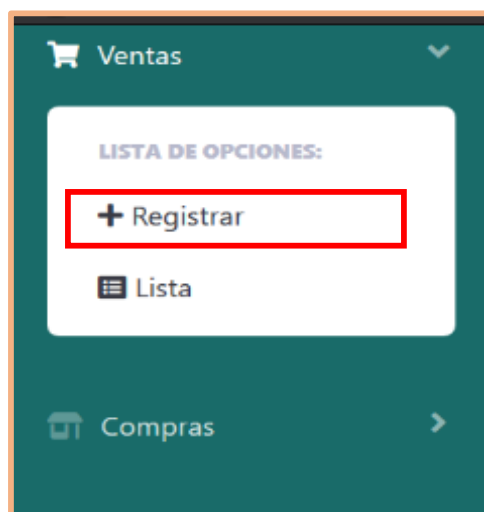 Ventas
LISTA DE OPCIONES:
Registrar
Lista
Compras